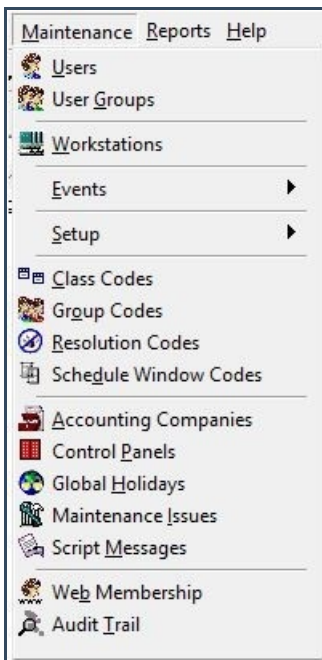 Maintenance Reports Help
Users
User Groups
Workstations
Events
Setup
Class Codes
Group Codes
Resolution Codes
Schedule Window Codes
Accounting Companies
Control Panels
Global Holidays
Maintenance Issues
Script Messages
Web Membership
Audit Trail